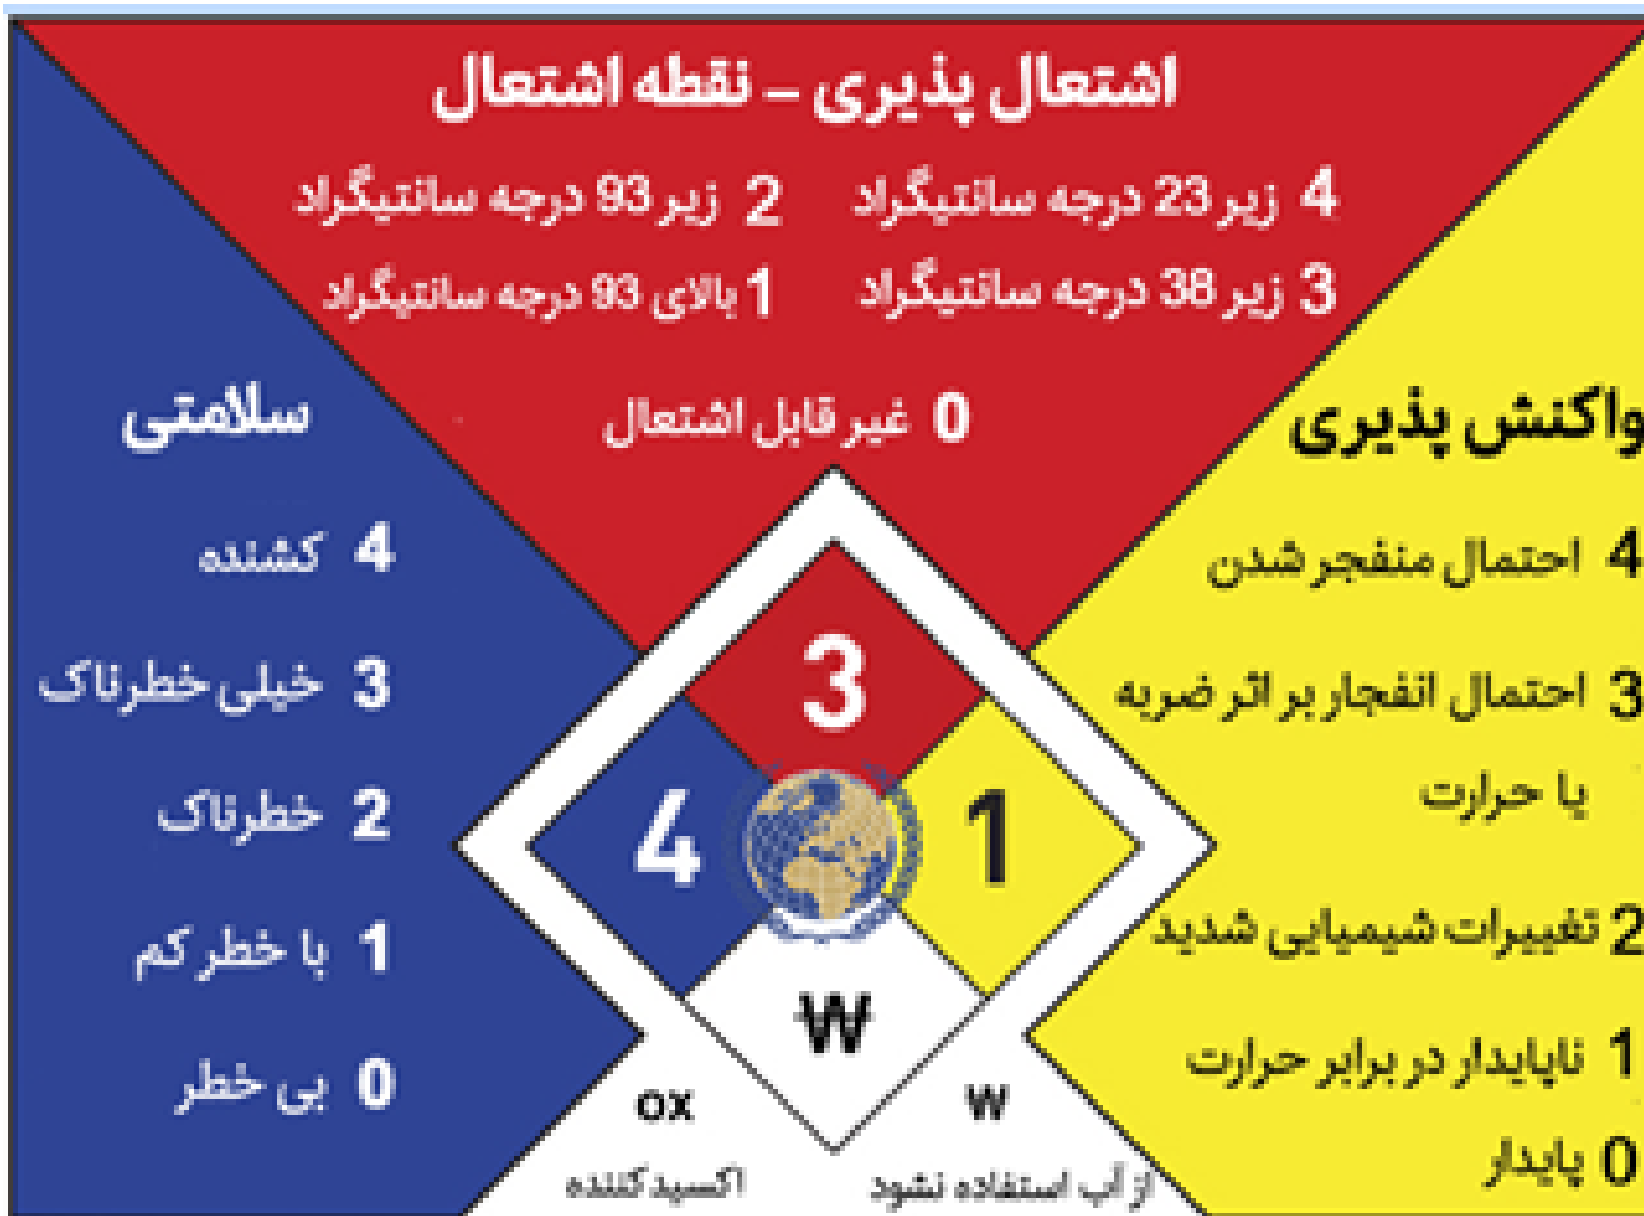 اشتعال پذیری – نقطه اشتعال
4 زیر 23 درجه سانتیگراد
2 زیر 93 درجه سانتیگراد
3 زیر 38 درجه سانتیگراد
1 بالای 93 درجه سانتیگراد
0 غیر قابل اشتعال
واکنش پذیری
4 احتمال منفجر شدن
3 احتمال انفجار بر اثر ضربه
یا حرارت
2 تغییرات شیمیایی شدید
1 ناپایدار در برابر حرارت
0 پایدار
سلامتی
4 کشنده
3 خیلی خطرناک
2 خطرناک
1 با خطر کم
0 بی خطر
3
4
1
W
W
از آب استفاده نشود
OX
اکسید کننده